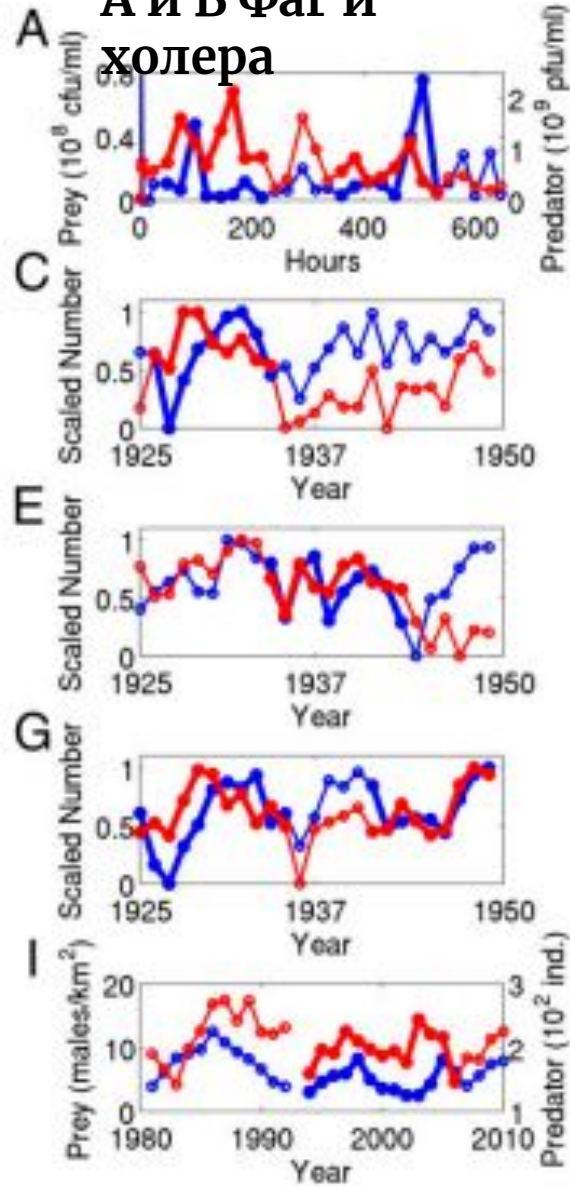 А и В Фаг и
холера
A
Prey (10⁸ cfu/ml)
0.8
0.4
0
2
1
0
Predator (10⁹ pfu/ml)
0 200 400 600
Hours
C
Scaled Number
1
0.5
0
1925 1937 1950
Year
E
Scaled Number
1
0.5
0
1925 1937 1950
Year
G
Scaled Number
1
0.5
0
1925 1937 1950
Year
I
Prey (males/km²)
20
10
0
3
2
1
Predator (10² ind.)
1980 1990 2000 2010
Year